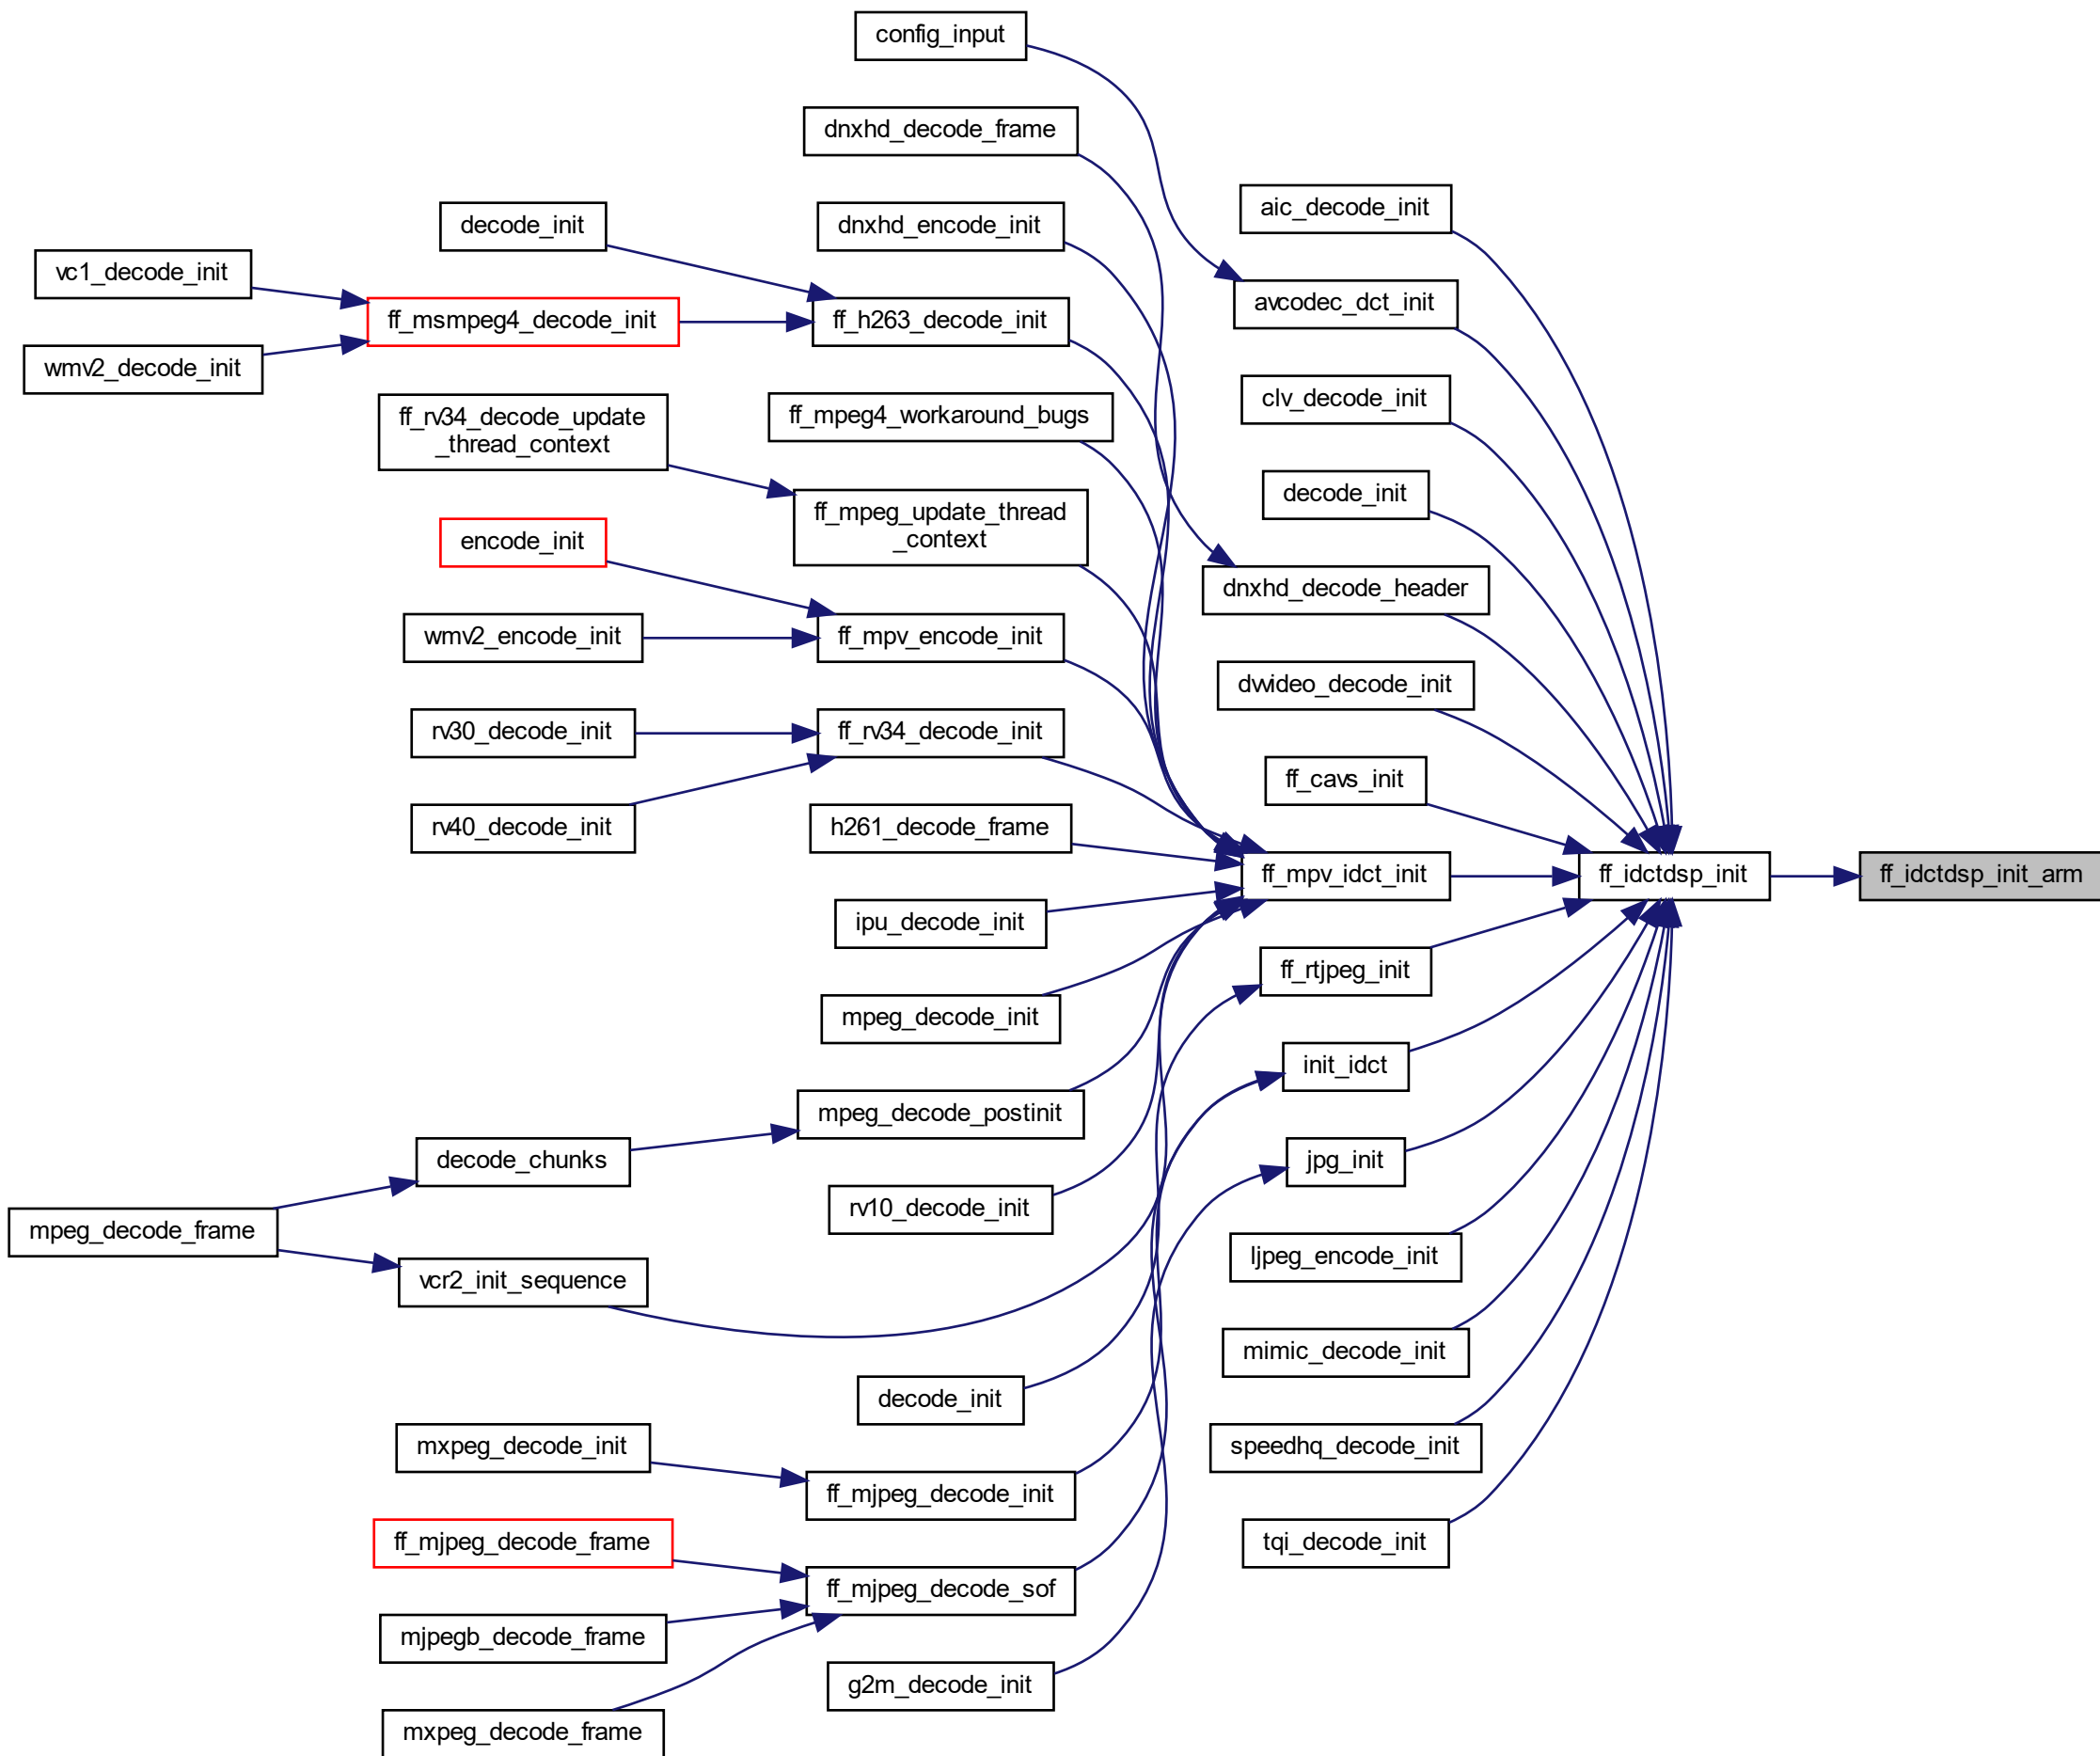 config_input
dnxhd_decode_frame
aic_decode_init
decode_init
dnxhd_encode_init
vc1_decode_init
avcodec_dct_init
ff_msmpeg4_decode_init
ff_h263_decode_init
wmv2_decode_init
clv_decode_init
ff_rv34_decode_update
_thread_context
ff_mpeg4_workaround_bugs
decode_init
ff_mpeg_update_thread
_context
encode_init
dnxhd_decode_header
wmv2_encode_init
ff_mpv_encode_init
dvvideo_decode_init
rv30_decode_init
ff_rv34_decode_init
ff_cavs_init
rv40_decode_init
h261_decode_frame
ff_mpv_idct_init
ff_idctdsp_init
ff_idctdsp_init_arm
ipu_decode_init
ff_rtjpeg_init
mpeg_decode_init
init_idct
mpeg_decode_postinit
decode_chunks
jpg_init
rv10_decode_init
mpeg_decode_frame
ljpeg_encode_init
vcr2_init_sequence
mimic_decode_init
decode_init
mxpeg_decode_init
speedhq_decode_init
ff_mjpeg_decode_init
ff_mjpeg_decode_frame
tqi_decode_init
ff_mjpeg_decode_sof
mjpegb_decode_frame
g2m_decode_init
mxpeg_decode_frame